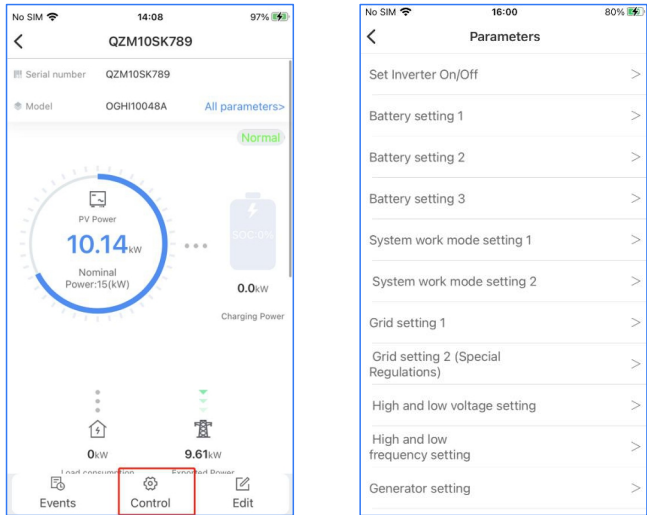 No SIM 14:08 97%
QZM10SK789
Serial number QZM10SK789
Model OGHI10048A All parameters>
Normal
PV Power
10.14kW
Nominal
Power:15(kW)
SOC:0%
0.0kW
Charging Power
0kW 9.61kW
Load consumption Exported Power
Events Control Edit
No SIM 16:00 80%
Parameters
Set Inverter On/Off >
Battery setting 1 >
Battery setting 2 >
Battery setting 3 >
System work mode setting 1 >
System work mode setting 2 >
Grid setting 1 >
Grid setting 2 (Special
Regulations) >
High and low voltage setting >
High and low
frequency setting >
Generator setting >